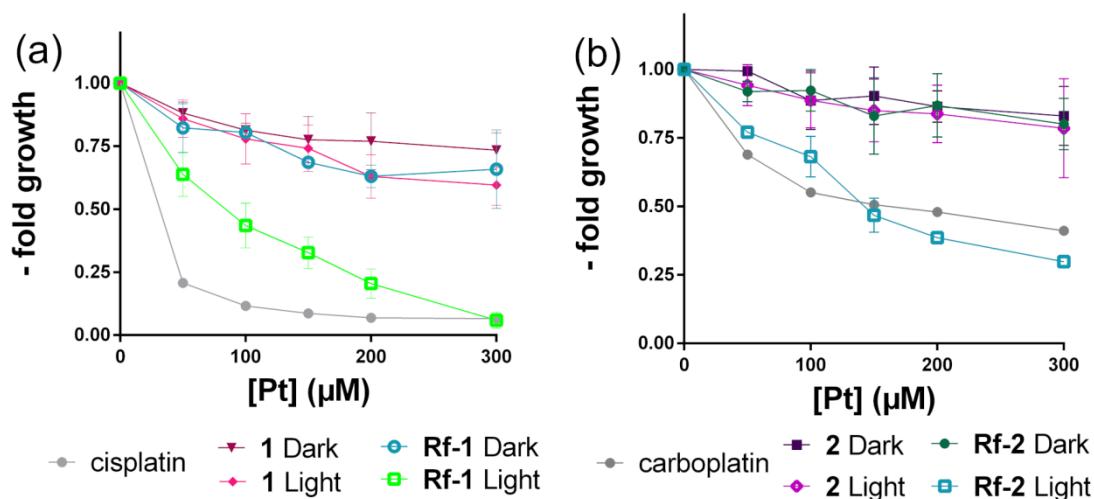 (a)
- fold growth
1.00
0.75
0.50
0.25
0.00
0
100
200
300
[Pt] (µM)
cisplatin
1 Dark
1 Light
Rf-1 Dark
Rf-1 Light
(b)
- fold growth
1.00
0.75
0.50
0.25
0.00
0
100
200
300
[Pt] (µM)
carboplatin
2 Dark
2 Light
Rf-2 Dark
Rf-2 Light